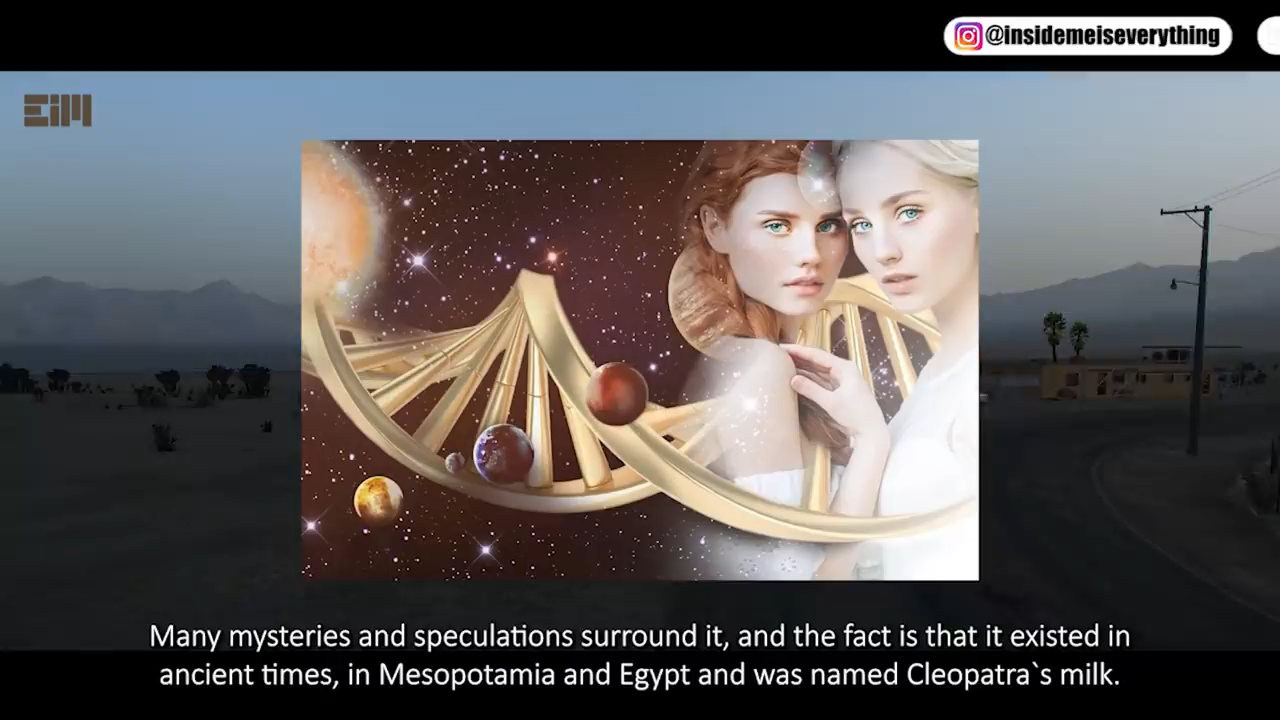 @insidemeiseverything
EiM
Many mysteries and speculations surround it, and the fact is that it existed in
ancient times, in Mesopotamia and Egypt and was named Cleopatra`s milk.